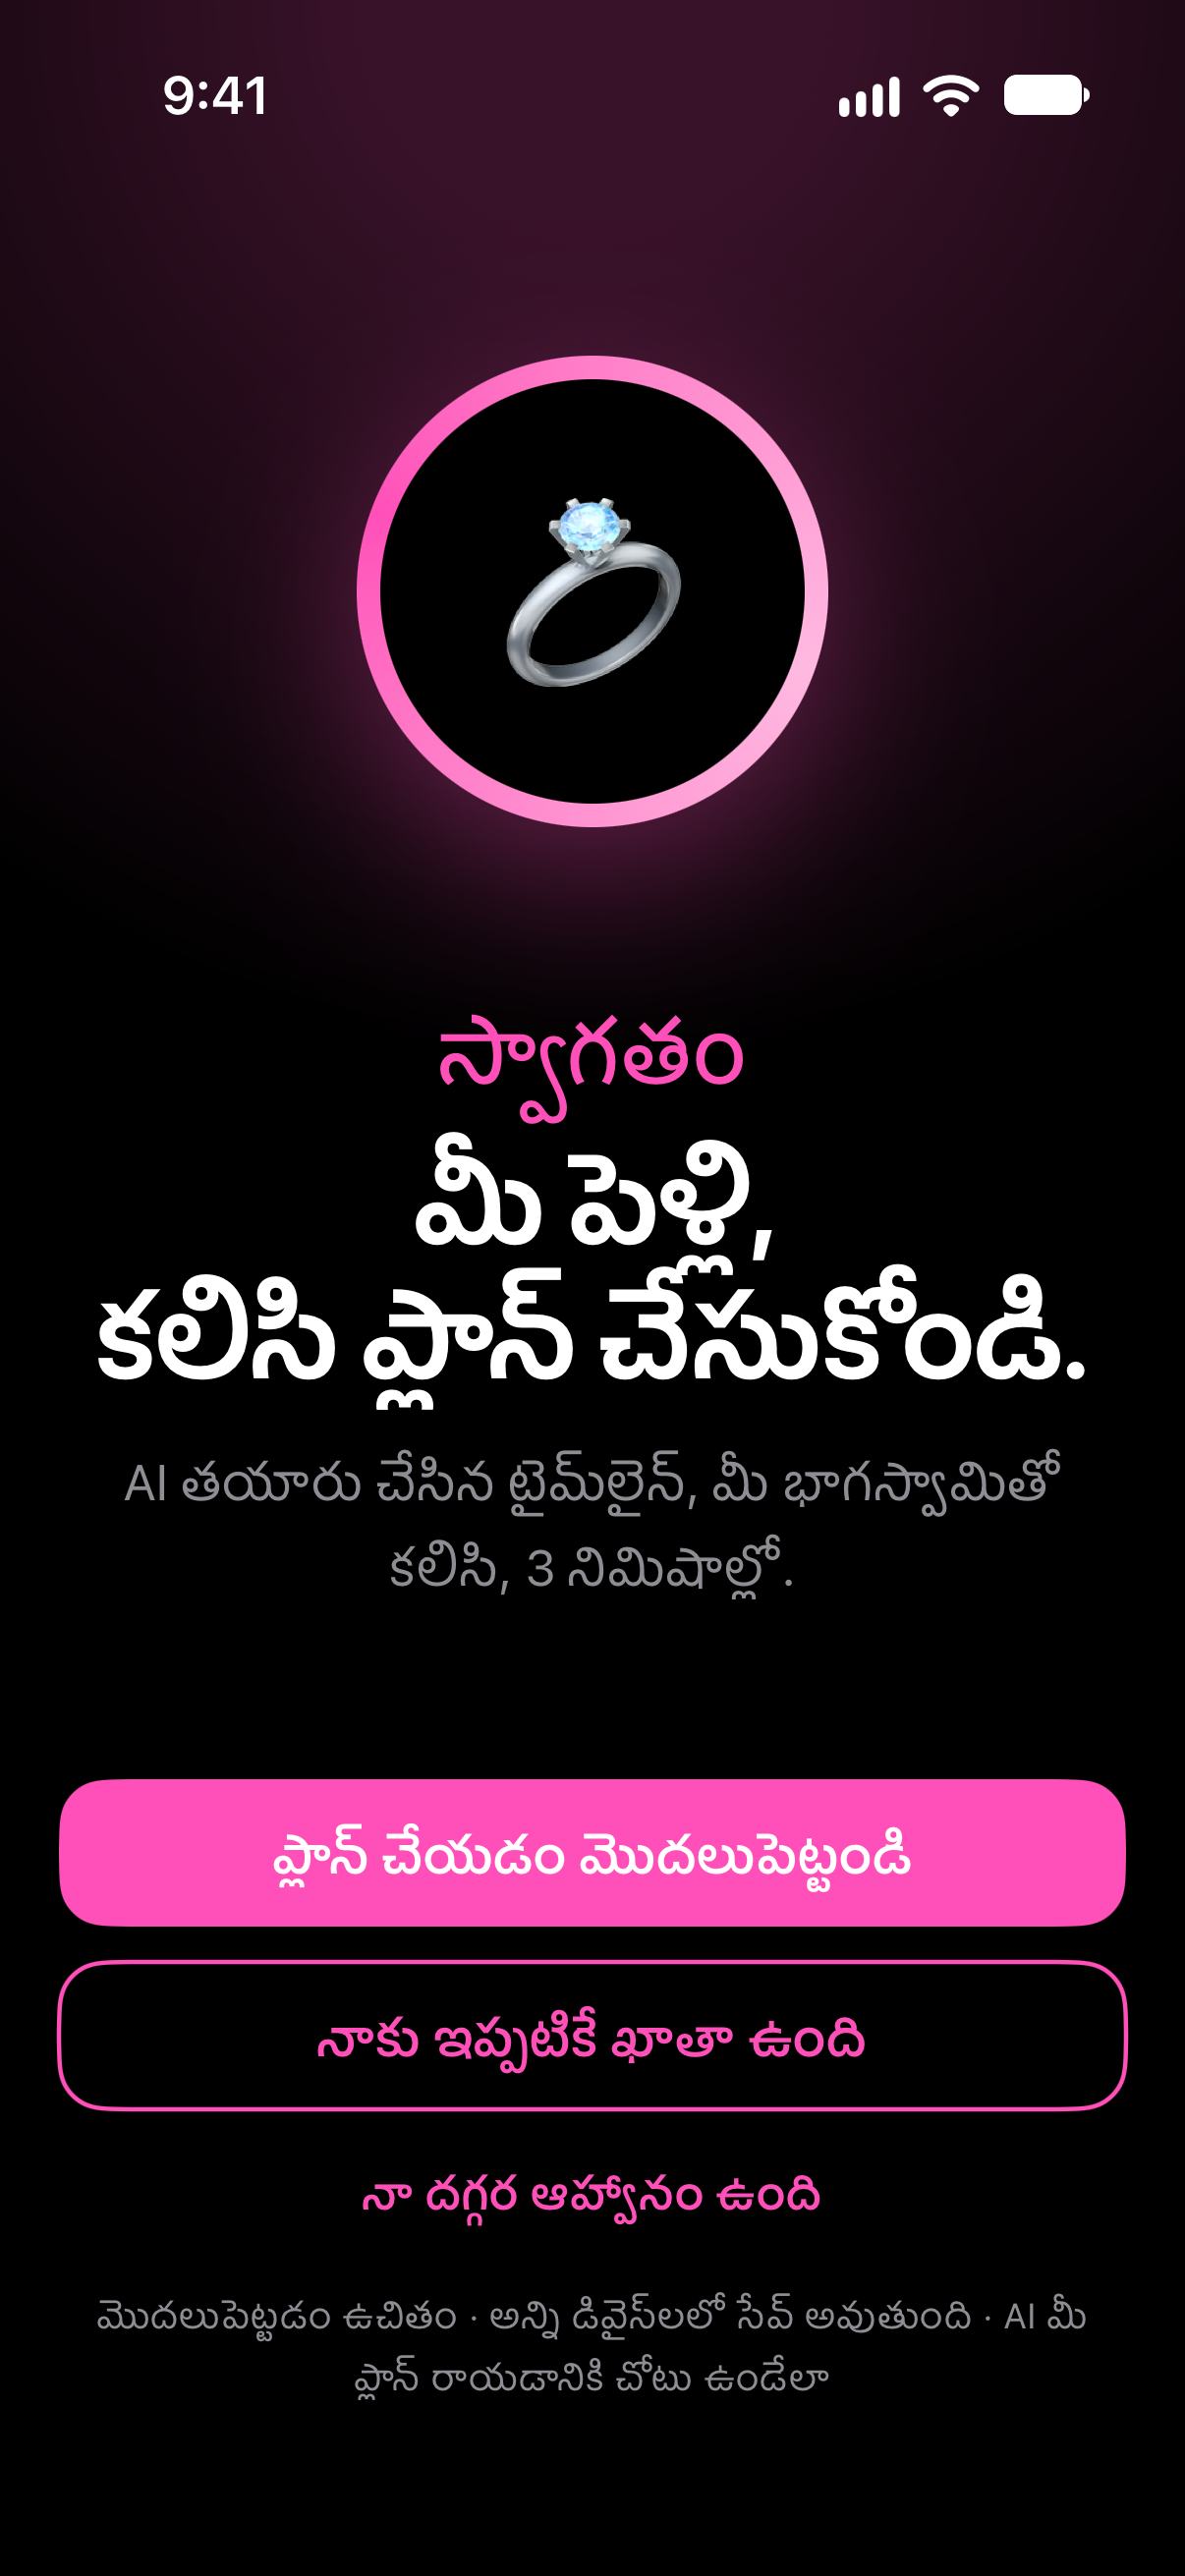 9:41
స్వాగతం
మీ పెళ్లి,
కలిసి ప్లాన్ చేసుకోండి.
AI తయారు చేసిన టైమ్‌లైన్, మీ భాగస్వామితో
కలిసి, 3 నిమిషాల్లో.
ప్లాన్ చేయడం మొదలుపెట్టండి
నాకు ఇప్పటికే ఖాతా ఉంది
నా దగ్గర ఆహ్వానం ఉంది
మొదలుపెట్టడం ఉచితం · అన్ని డివైస్‌లలో సేవ్ అవుతుంది · AI మీ
ప్లాన్ రాయడానికి చోటు ఉండేలా